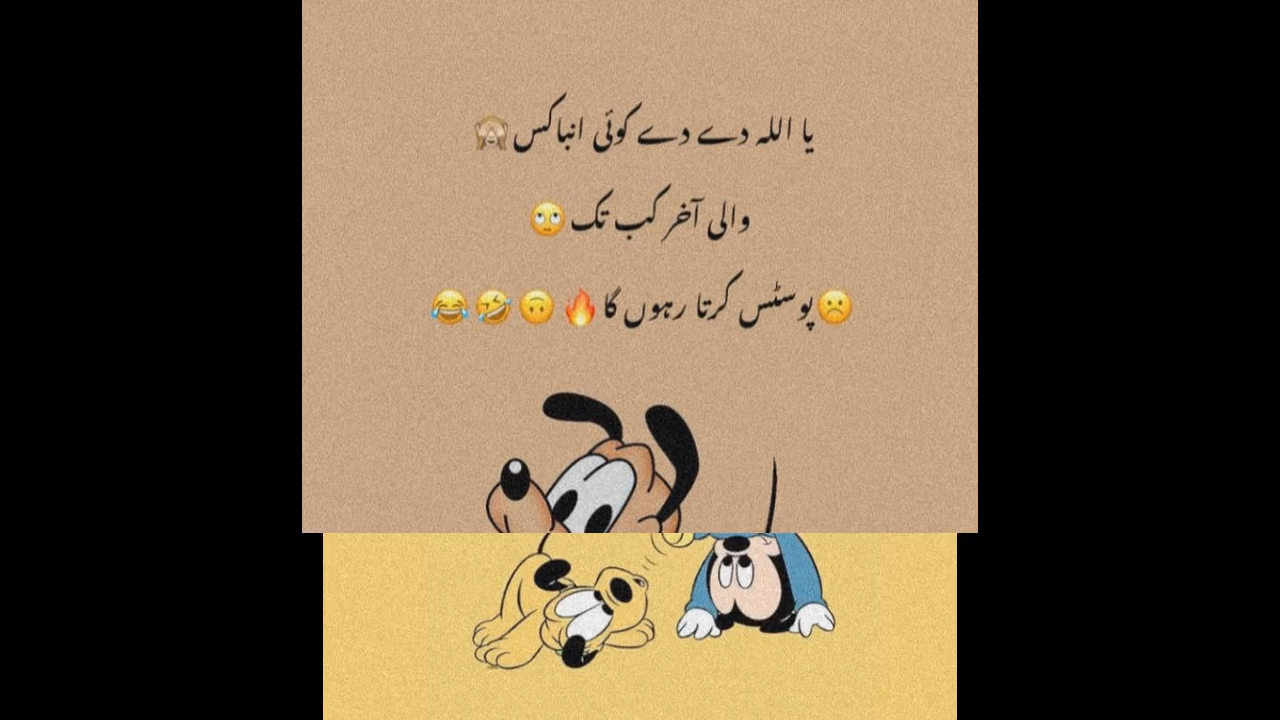 یا اللہ دے دے کوئی انباکس🙈
والی آخر کب تک🙄
☹️پوسٹس کرتا رہوں گا🔥🙃🤣😂